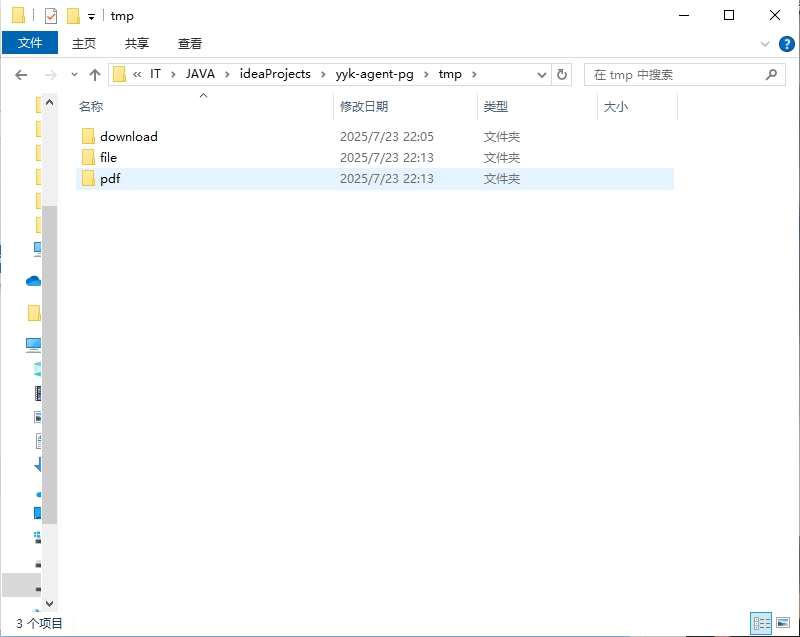 tmp
文件 主页 共享 查看
« IT › JAVA › ideaProjects › yyk-agent-pg › tmp › 在 tmp 中搜索
名称 修改日期 类型 大小
download 2025/7/23 22:05 文件夹
file 2025/7/23 22:13 文件夹
pdf 2025/7/23 22:13 文件夹
3 个项目